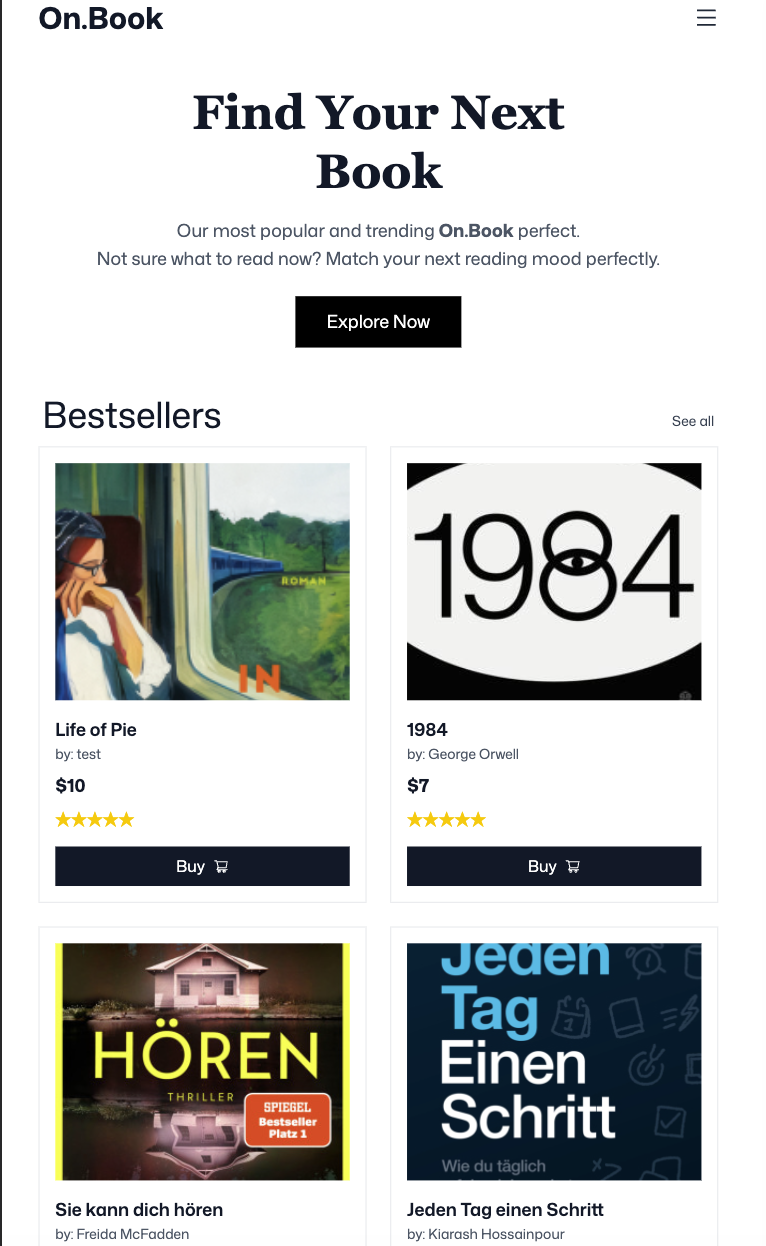 On.Book
Find Your Next
Book
Our most popular and trending On.Book perfect.
Not sure what to read now? Match your next reading mood perfectly.
Explore Now
Bestsellers
See all
ROMAN
IN
1984
Life of Pie
by: test
$10
Buy
1984
by: George Orwell
$7
Buy
HÖREN
THRILLER
SPIEGEL
Bestseller
Platz 1
Jeden
Tag
Einen
Schritt
Wie du täglich
Sie kann dich hören
by: Freida McFadden
Jeden Tag einen Schritt
by: Kiarash Hossainpour